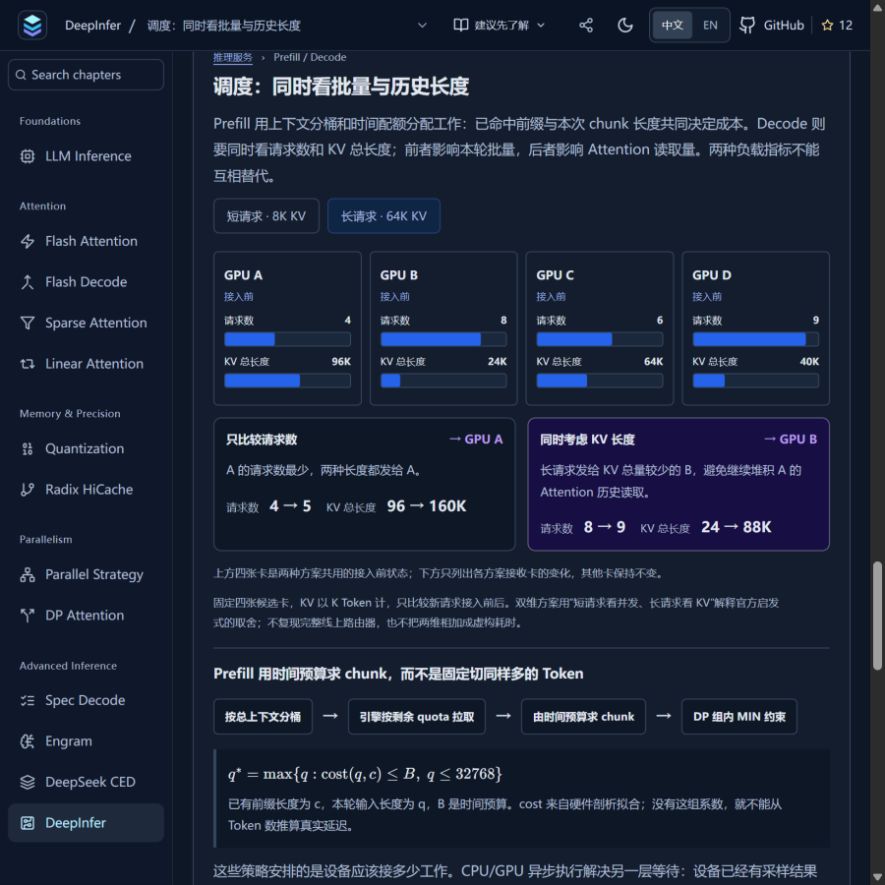 DeepInfer / 调度：同时看批量与历史长度
建议先了解
中文 EN
GitHub
12
Search chapters
Foundations
LLM Inference
Attention
Flash Attention
Flash Decode
Sparse Attention
Linear Attention
Memory & Precision
Quantization
Radix HiCache
Parallelism
Parallel Strategy
DP Attention
Advanced Inference
Spec Decode
Engram
DeepSeek CED
DeepInfer
推理服务 › Prefill / Decode
调度：同时看批量与历史长度
Prefill 用上下文分桶和时间配额分配工作：已命中前缀与本次 chunk 长度共同决定成本。Decode 则
要同时看请求数和 KV 总长度；前者影响本轮批量，后者影响 Attention 读取量。两种负载指标不能
互相替代。
短请求 · 8K KV
长请求 · 64K KV
GPU A
接入前
请求数 4
KV 总长度 96K
GPU B
接入前
请求数 8
KV 总长度 24K
GPU C
接入前
请求数 6
KV 总长度 64K
GPU D
接入前
请求数 9
KV 总长度 40K
只比较请求数 → GPU A
A 的请求数最少，两种长度都发给 A。
请求数 4 → 5 KV 总长度 96 → 160K
同时考虑 KV 长度 → GPU B
长请求发给 KV 总量较少的 B，避免继续堆积 A 的
Attention 历史读取。
请求数 8 → 9 KV 总长度 24 → 88K
上方四张卡是两种方案共用的接入前状态；下方只列出各方案接收卡的变化，其他卡保持不变。
固定四张候选卡，KV 以 K Token 计，只比较新请求接入前后。双维方案用“短请求看并发、长请求看 KV”解释官方启发
式的取舍；不复现完整线上路由器，也不把两维相加成虚构耗时。
Prefill 用时间预算求 chunk，而不是固定切同样多的 Token
按总上下文分桶 → 引擎按剩余 quota 拉取 → 由时间预算求 chunk → DP 组内 MIN 约束
q* = max{q : cost(q, c) ≤ B, q ≤ 32768}
已有前缀长度为 c，本轮输入长度为 q，B 是时间预算。cost 来自硬件剖析拟合；没有这组系数，就不能从
Token 数推算真实延迟。
这些策略安排的是设备应该接多少工作。CPU/GPU 异步执行解决另一层等待：设备已经有采样结果